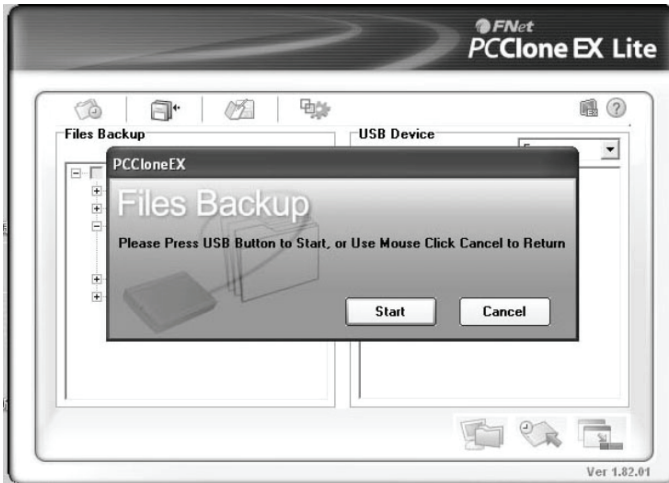 FNet
PCClone EX Lite
Files Backup
USB Device
PCCloneEX
Files Backup
Please Press USB Button to Start, or Use Mouse Click Cancel to Return
Start
Cancel
Ver 1.82.01